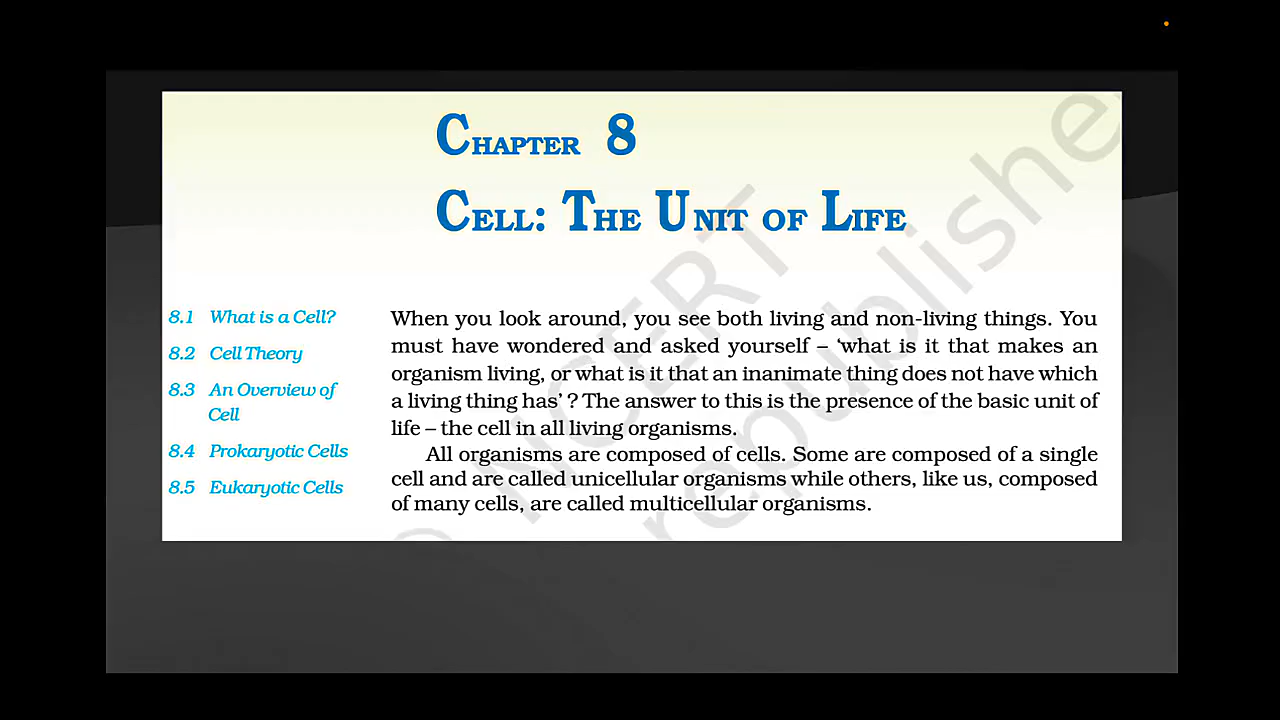 CHAPTER 8
CELL: THE UNIT OF LIFE
8.1 What is a Cell?
8.2 Cell Theory
8.3 An Overview of
Cell
8.4 Prokaryotic Cells
8.5 Eukaryotic Cells
When you look around, you see both living and non-living things. You
must have wondered and asked yourself – ‘what is it that makes an
organism living, or what is it that an inanimate thing does not have which
a living thing has’ ? The answer to this is the presence of the basic unit of
life – the cell in all living organisms.
All organisms are composed of cells. Some are composed of a single
cell and are called unicellular organisms while others, like us, composed
of many cells, are called multicellular organisms.
© NCERT
republishe